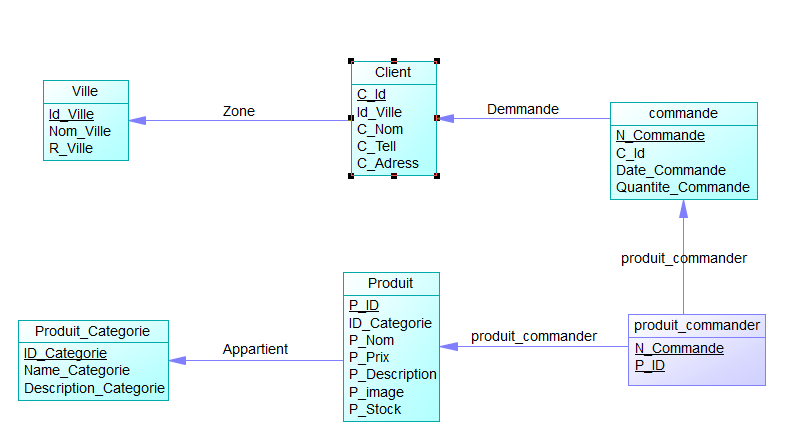 Ville
Id_Ville
Nom_Ville
R_Ville
Zone
Client
C_Id
Id_Ville
C_Nom
C_Tell
C_Adress
Demmande
commande
N_Commande
C_Id
Date_Commande
Quantite_Commande
produit_commander
Produit_Categorie
ID_Categorie
Name_Categorie
Description_Categorie
Appartient
Produit
P_ID
ID_Categorie
P_Nom
P_Prix
P_Description
P_image
P_Stock
produit_commander
produit_commander
N_Commande
P_ID